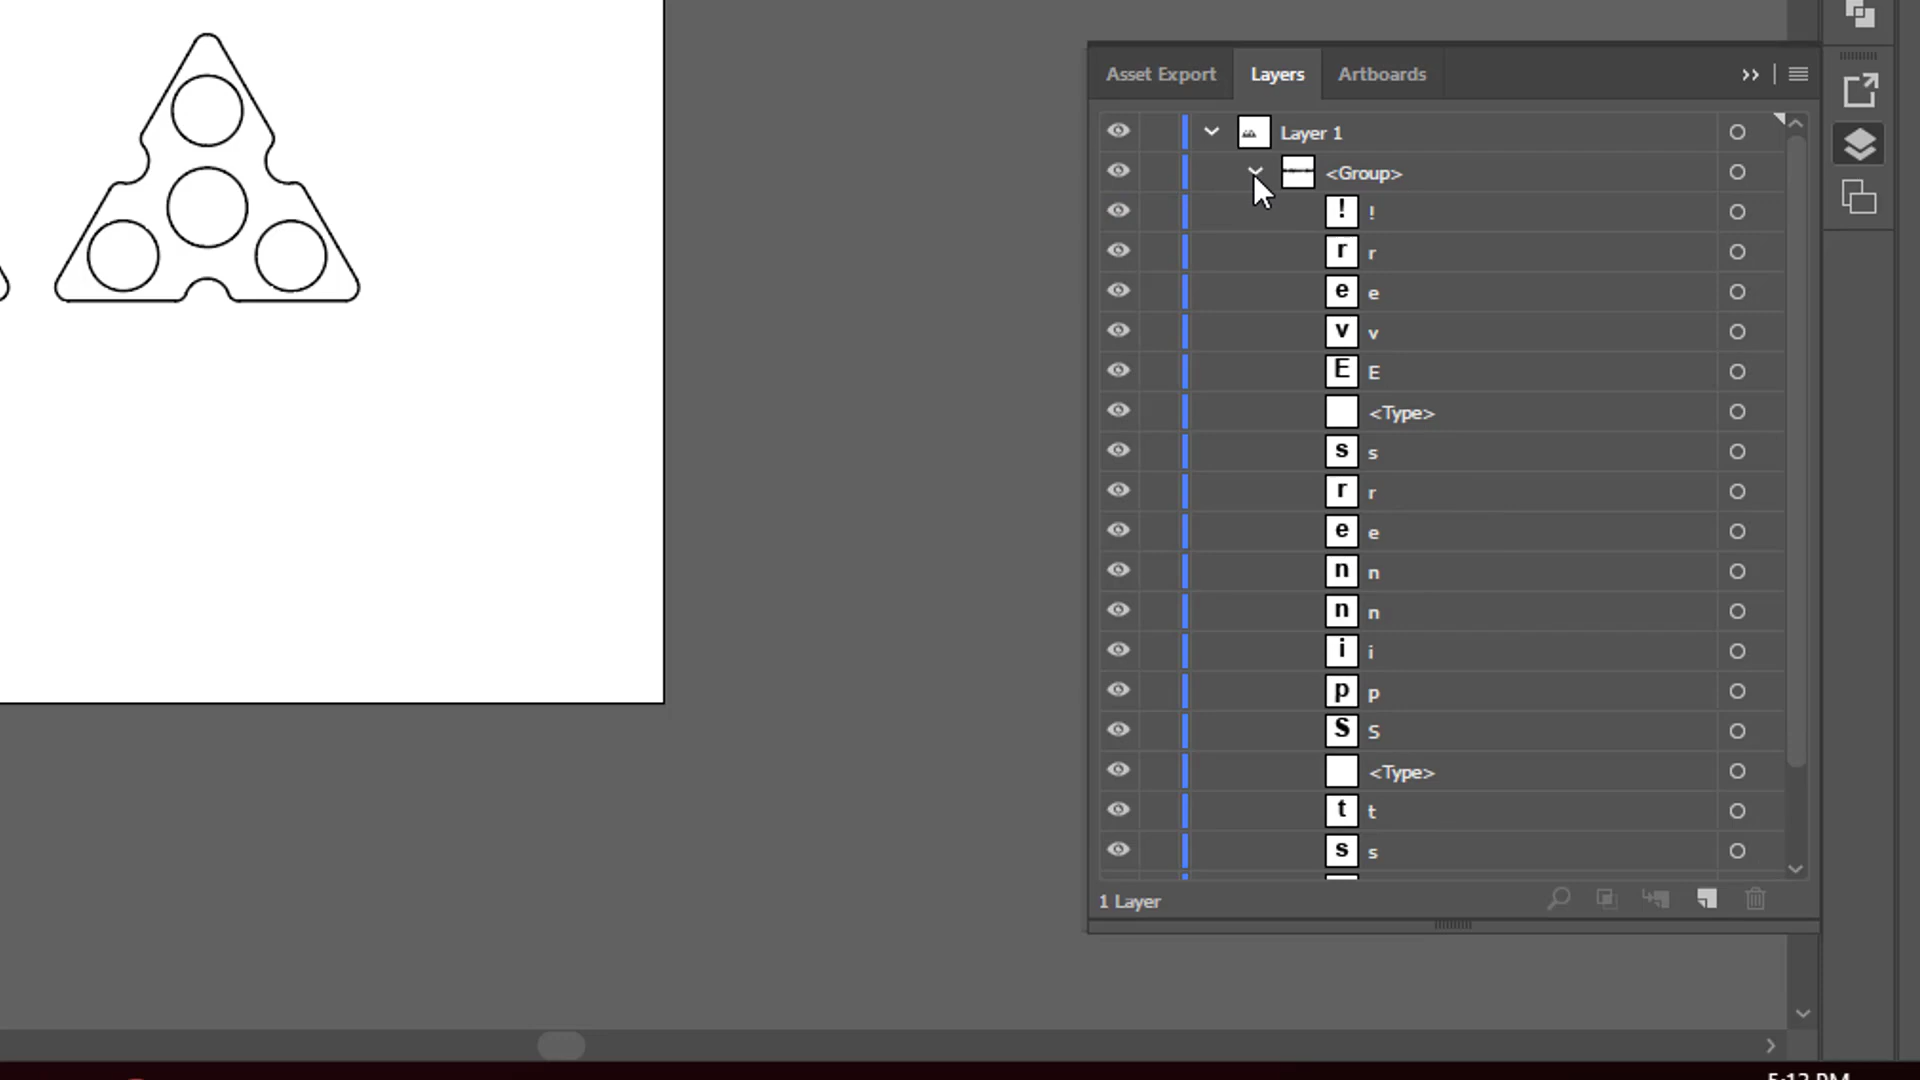 Asset Export Layers Artboards
Layer 1
<Group>
! !
r r
e e
v v
E E
<Type>
s s
r r
e e
n n
n n
i i
p p
S S
<Type>
t t
s s
1 Layer